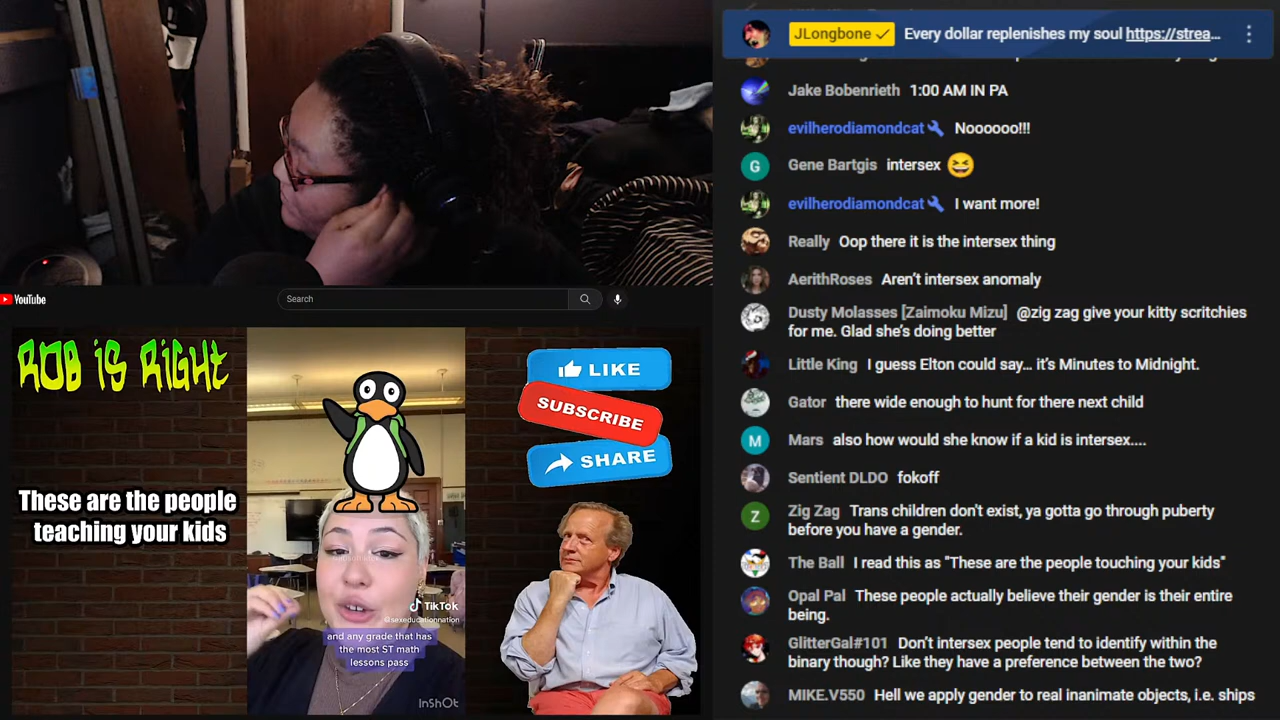 JLongbone Every dollar replenishes my soul https://strea...
Jake Bobenrieth 1:00 AM IN PA
evilherodiamondcat Noooooo!!!
G
Gene Bartgis intersex
evilherodiamondcat I want more!
Really Oop there it is the intersex thing
AerithRoses Aren't intersex anomaly
Dusty Molasses [Zaimoku Mizu] @zig zag give your kitty scritchies
for me. Glad she's doing better
Little King I guess Elton could say... it's Minutes to Midnight.
Gator there wide enough to hunt for there next child
M
Mars also how would she know if a kid is intersex....
Sentient DLDO fokoff
Z
Zig Zag Trans children don't exist, ya gotta go through puberty
before you have a gender.
The Ball I read this as "These are the people touching your kids"
Opal Pal These people actually believe their gender is their entire
being.
GlitterGal#101 Don't intersex people tend to identify within the
binary though? Like they have a preference between the two?
MIKE.V550 Hell we apply gender to real inanimate objects, i.e. ships
YouTube
Search
ROB iS RiGHT
These are the people
teaching your kids
TikTok
@sexeducationnation
and any grade that has
the most ST math
lessons pass
InShOt
LIKE
SUBSCRIBE
SHARE